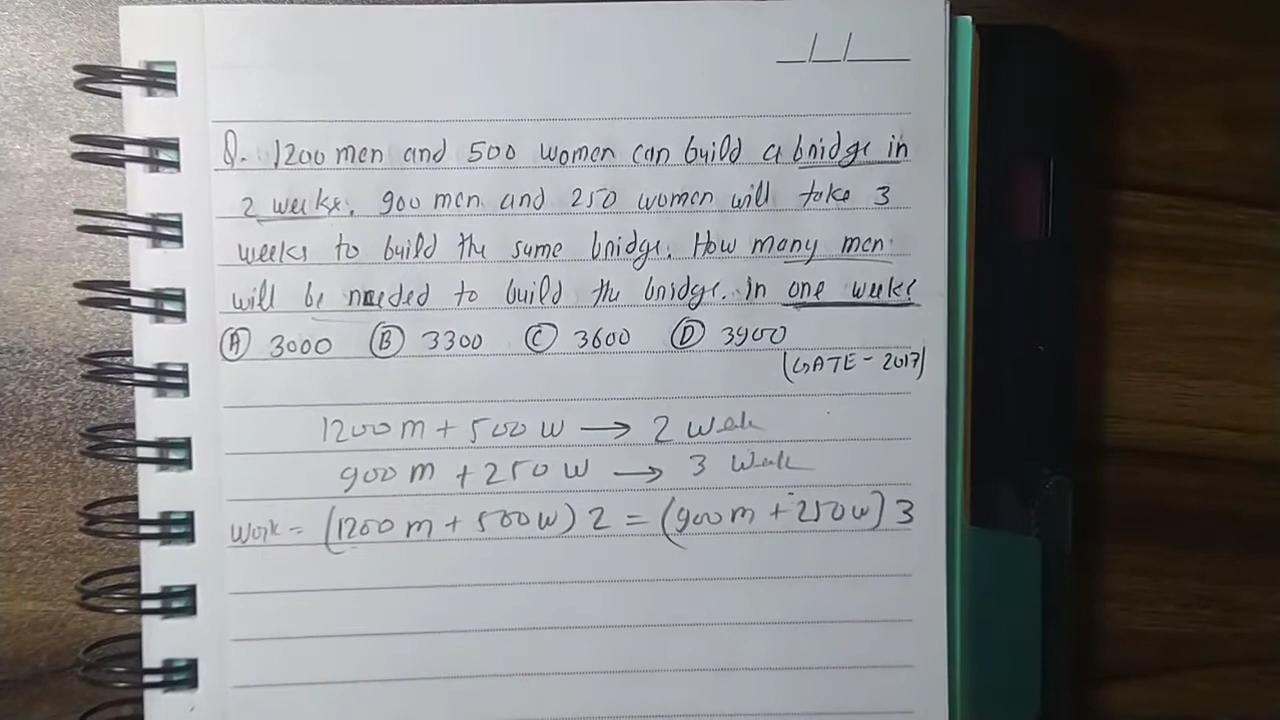 __/__/____
Q. 1200 men and 500 women can build a bridge in
2 weeks. 900 men and 250 women will take 3
weeks to build the same bridge. How many men
will be needed to build the bridge. in one week?
(A) 3000 (B) 3300 (C) 3600 (D) 3900
(GATE - 2017)
1200 m + 500 w → 2 week
900 m + 250 w → 3 week
Work = (1200 m + 500 w) 2 = (900 m + 250 w) 3